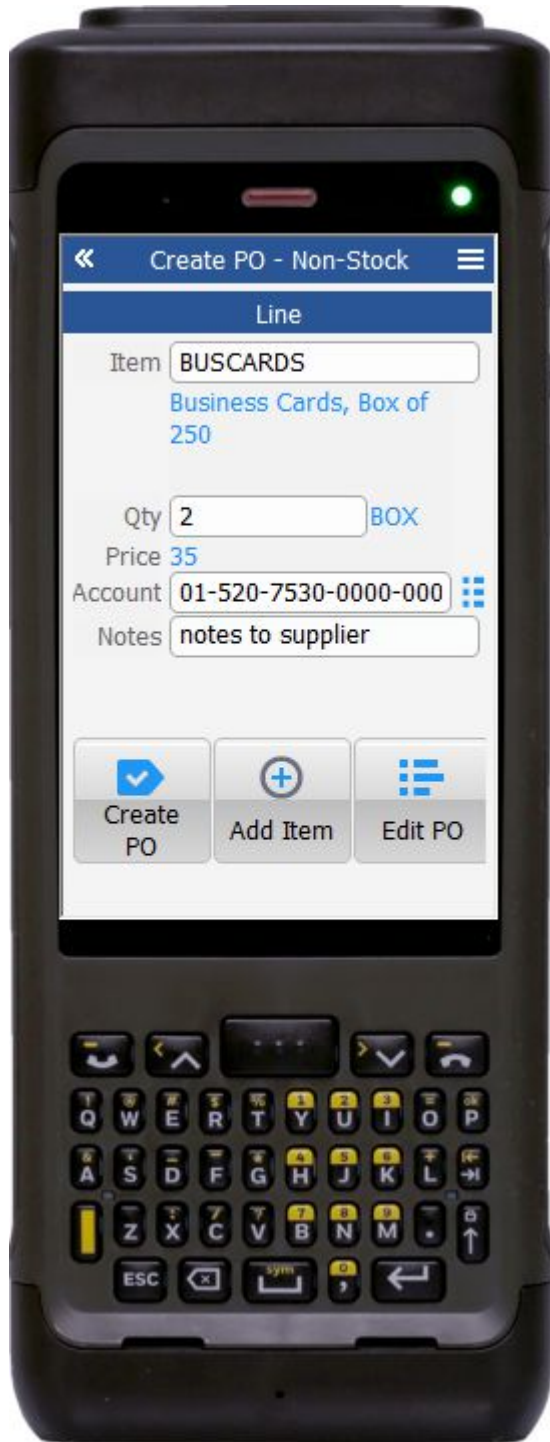 Create PO - Non-Stock
Line
Item BUSCARDS
Business Cards, Box of
250
Qty 2 BOX
Price 35
Account 01-520-7530-0000-000
Notes notes to supplier
Create
PO
Add Item
Edit PO
Q W E R T Y U I O P
A S D F G H J K L
Z X C V B N M .
ESC sym ,